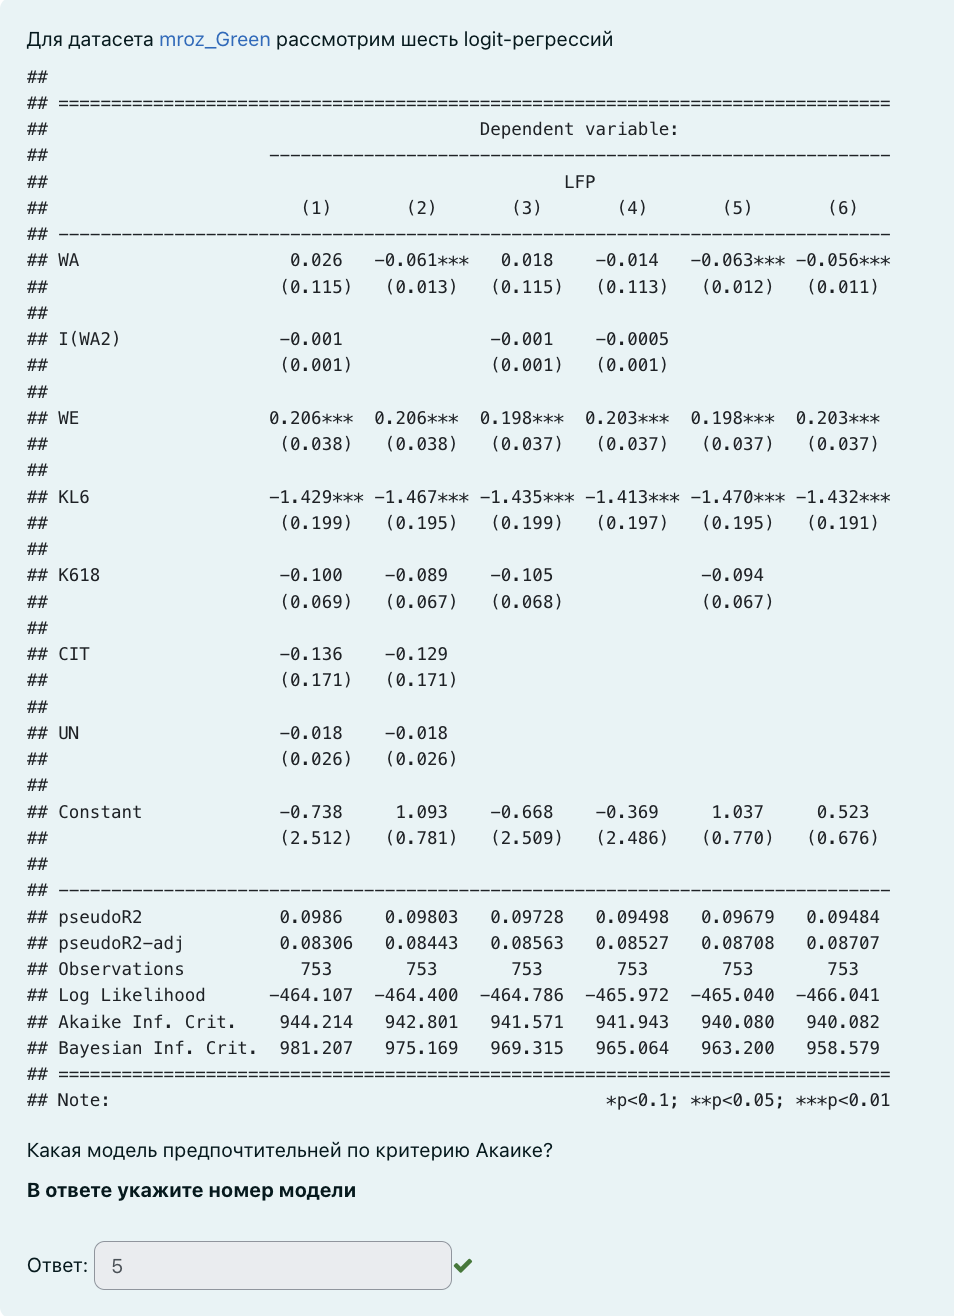 Для датасета mroz_Green рассмотрим шесть logit-регрессий
##
## ===============================================================================
##                                         Dependent variable:
##                     -----------------------------------------------------------
##                                                 LFP
##                        (1)       (2)       (3)       (4)       (5)       (6)
## -------------------------------------------------------------------------------
## WA                    0.026   -0.061***   0.018    -0.014   -0.063*** -0.056***
##                      (0.115)   (0.013)   (0.115)   (0.113)   (0.012)   (0.011)
##
## I(WA2)               -0.001              -0.001    -0.0005
##                      (0.001)             (0.001)   (0.001)
##
## WE                  0.206***  0.206***  0.198***  0.203***  0.198***  0.203***
##                      (0.038)   (0.038)   (0.037)   (0.037)   (0.037)   (0.037)
##
## KL6                 -1.429*** -1.467*** -1.435*** -1.413*** -1.470*** -1.432***
##                      (0.199)   (0.195)   (0.199)   (0.197)   (0.195)   (0.191)
##
## K618                 -0.100    -0.089    -0.105              -0.094
##                      (0.069)   (0.067)   (0.068)             (0.067)
##
## CIT                  -0.136    -0.129
##                      (0.171)   (0.171)
##
## UN                   -0.018    -0.018
##                      (0.026)   (0.026)
##
## Constant             -0.738     1.093    -0.668    -0.369     1.037     0.523
##                      (2.512)   (0.781)   (2.509)   (2.486)   (0.770)   (0.676)
##
## -------------------------------------------------------------------------------
## pseudoR2             0.0986    0.09803   0.09728   0.09498   0.09679   0.09484
## pseudoR2-adj         0.08306   0.08443   0.08563   0.08527   0.08708   0.08707
## Observations           753       753       753       753       753       753
## Log Likelihood      -464.107  -464.400  -464.786  -465.972  -465.040  -466.041
## Akaike Inf. Crit.    944.214   942.801   941.571   941.943   940.080   940.082
## Bayesian Inf. Crit.  981.207   975.169   969.315   965.064   963.200   958.579
## ===============================================================================
## Note:                                               *p<0.1; **p<0.05; ***p<0.01
Какая модель предпочтительней по критерию Акаике?
В ответе укажите номер модели
Ответ: 5